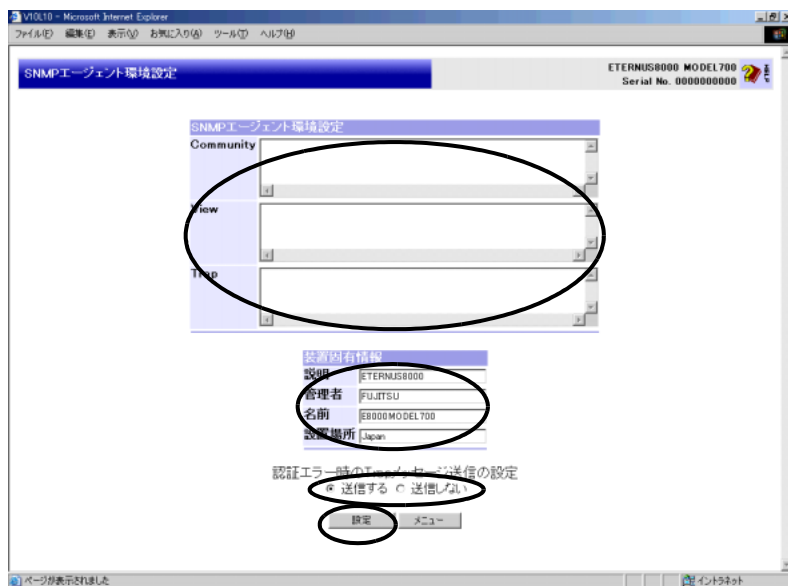 V10L10 - Microsoft Internet Explorer
ファイル(F) 編集(E) 表示(V) お気に入り(A) ツール(T) ヘルプ(H)
SNMPエージェント環境設定
ETERNUS8000 MODEL700
Serial No. 0000000000
SNMPエージェント環境設定
Community
View
Trap
装置固有情報
説明 ETERNUS8000
管理者 FUJITSU
名前 E8000MODEL700
設置場所 Japan
認証エラー時のTrapメッセージ送信の設定
送信する 送信しない
設定 メニュー
ページが表示されました イントラネット